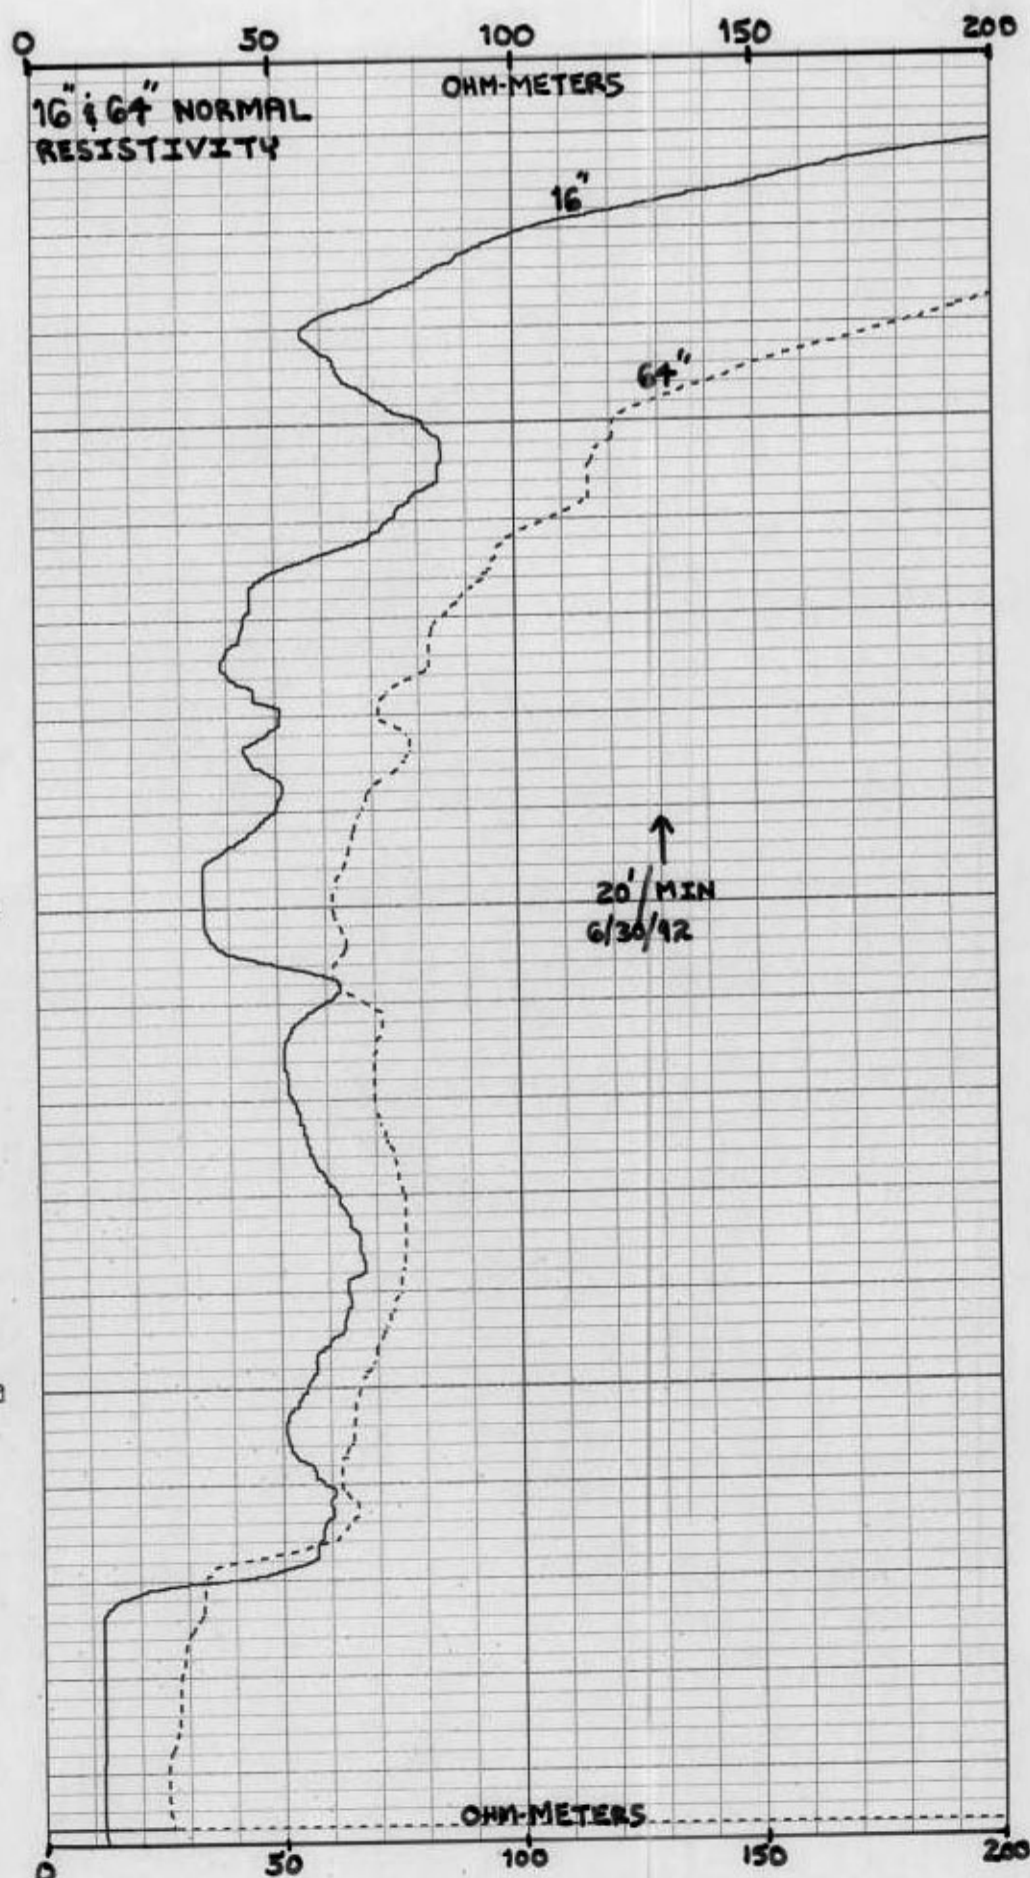 0 50 100 150 200
OHM-METERS
16" & 64" NORMAL
RESISTIVITY
16"
64"
20'/MIN
6/30/92
OHM-METERS
0 50 100 150 200